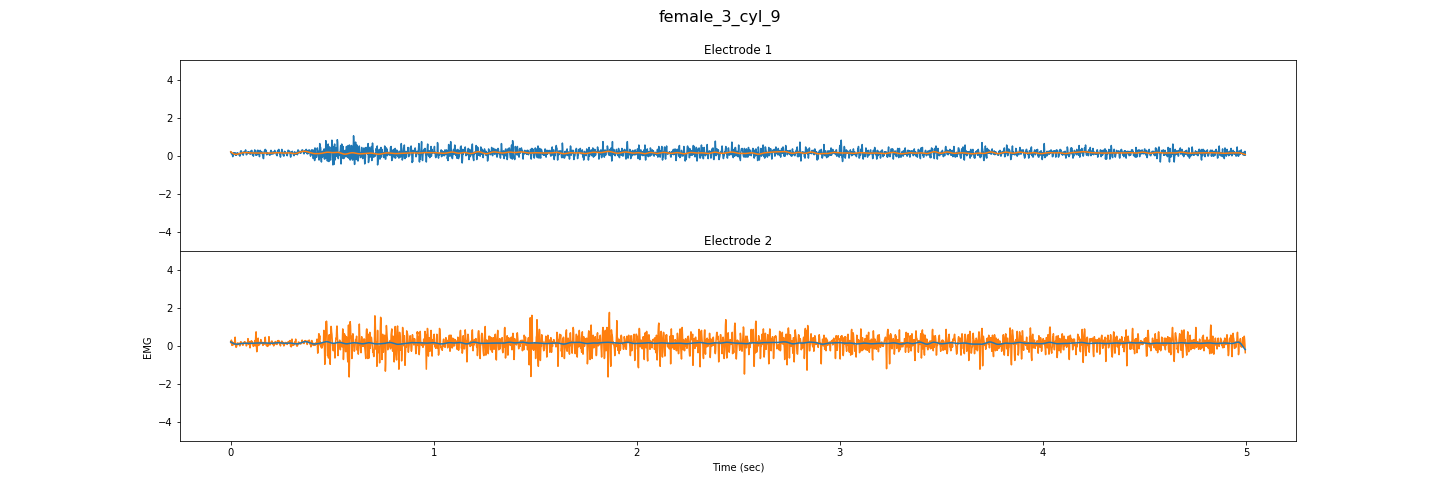 female_3_cyl_9
Electrode 1
4
2
0
−2
−4
Electrode 2
4
2
0
−2
−4
EMG
0 1 2 3 4 5
Time (sec)